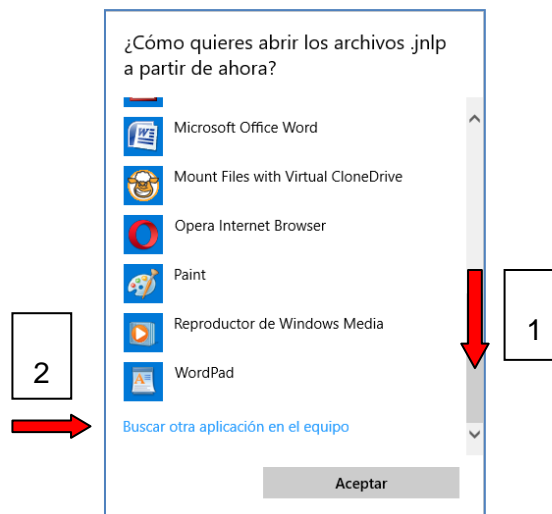 ¿Cómo quieres abrir los archivos .jnlp
a partir de ahora?
Microsoft Office Word
Mount Files with Virtual CloneDrive
Opera Internet Browser
Paint
Reproductor de Windows Media
1
WordPad
2
Buscar otra aplicación en el equipo
Aceptar